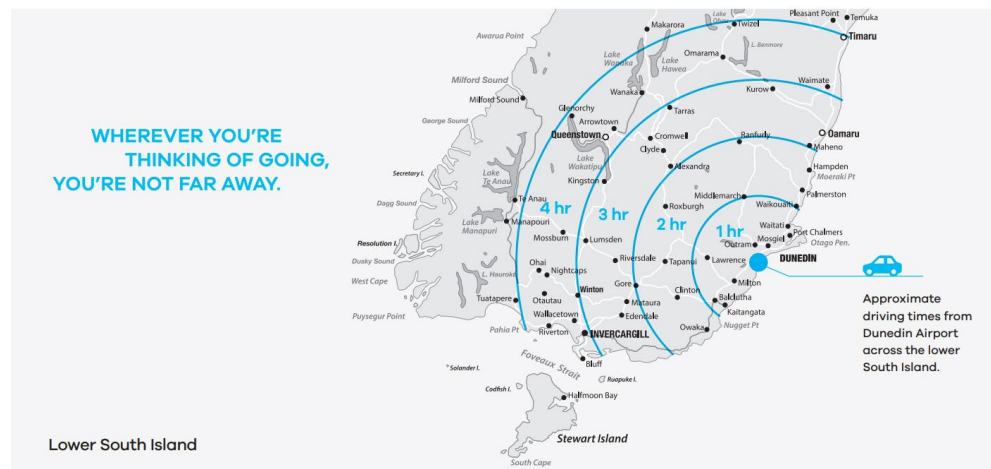 WHEREVER YOU'RE
THINKING OF GOING,
YOU'RE NOT FAR AWAY.
Pleasant Point
Temuka
Lake
Ohau
Twizel
Makarora
Timaru
Awarua Point
Lake
Wanaka
Lake
Hawea
Omarama
L. Benmore
Milford Sound
Milford Sound
Wanaka
Kurow
Waimate
Glenorchy
Tarras
George Sound
Arrowtown
Queenstown
Cromwell
Ranfurly
Oamaru
Clyde
Maheno
Lake
Wakatipu
Alexandra
Hampden
Moeraki Pt
Secretary I.
Lake
Te Anau
Kingston
Middlemarch
Palmerston
Te Anau
Dagg Sound
4 hr
3 hr
Roxburgh
Waikouaiti
2 hr
Lake
Manapuri
Manapouri
1 hr
Waitati
Port Chalmers
Resolution I.
Mossburn
Lumsden
Mosgiel
Otago Pen.
Outram
Dusky Sound
Ohai
Riversdale
Tapanui
Lawrence
DUNEDIN
West Cape
L. Hauroko
Nightcaps
Gore
Clinton
Milton
Tuatapere
Otautau
Winton
Mataura
Balclutha
Kaitangata
Puysegur Point
Wallacetown
Edendale
Nugget Pt
Pahia Pt
Riverton
INVERCARGILL
Owaka
Approximate
driving times from
Dunedin Airport
across the lower
South Island.
Foveaux Strait
Bluff
Solander I.
Ruapuke I.
Codfish I.
Halfmoon Bay
Stewart Island
South Cape
Lower South Island